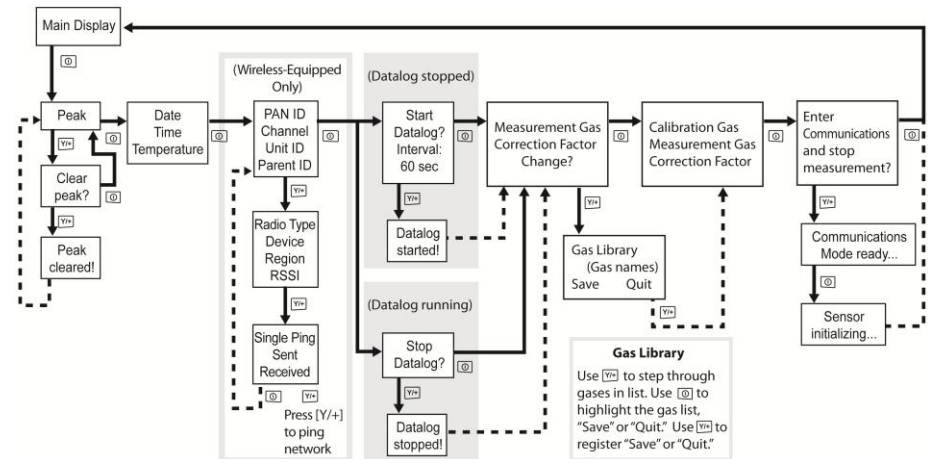 Main Display
Peak
Y/+
Clear
peak?
Y/+
Peak
cleared!
Date
Time
Temperature
(Wireless-Equipped
Only)
PAN ID
Channel
Unit ID
Parent ID
Y/+
Radio Type
Device
Region
RSSI
Y/+
Single Ping
Sent
Received
Y/+
Press [Y/+]
to ping
network
(Datalog stopped)
Start
Datalog?
Interval:
60 sec
Y/+
Datalog
started!
(Datalog running)
Stop
Datalog?
Y/+
Datalog
stopped!
Measurement Gas
Correction Factor
Change?
Y/+
Gas Library
(Gas names)
Save Quit
Y/+
Calibration Gas
Measurement Gas
Correction Factor
Enter
Communications
and stop
measurement?
Y/+
Communications
Mode ready...
Sensor
initializing...
Gas Library
Use Y/+ to step through
gases in list. Use to
highlight the gas list,
“Save” or “Quit.” Use Y/+ to
register “Save” or “Quit.”